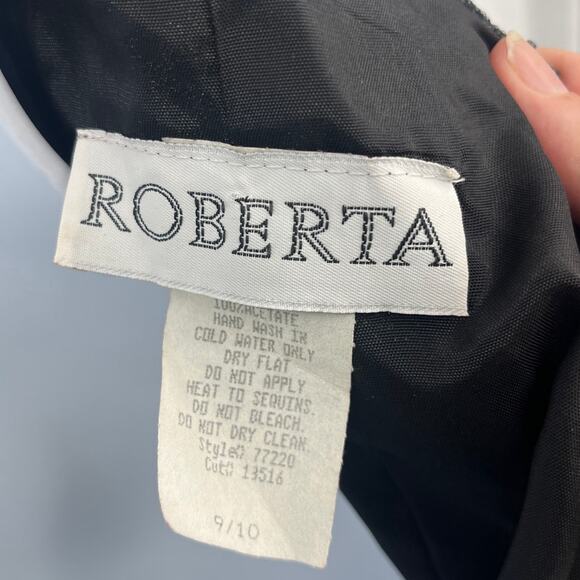 ROBERTA
100% ACETATE
HAND WASH IN
COLD WATER ONLY
DRY FLAT
DO NOT APPLY
HEAT TO SEQUINS.
DO NOT BLEACH.
DO NOT DRY CLEAN.
Style# 77220
Cut# 13516
9/10